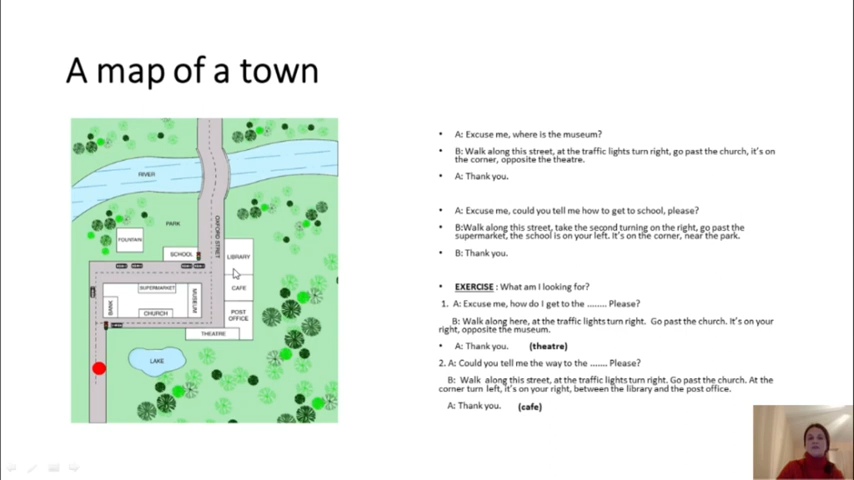 A map of a town
RIVER
PARK
FOUNTAIN
OXFORD STREET
SCHOOL
LIBRARY
SUPERMARKET
MUSEUM
CAFE
BANK
CHURCH
POST
OFFICE
THEATRE
LAKE
• A: Excuse me, where is the museum?
• B: Walk along this street, at the traffic lights turn right, go past the church, it's on
the corner, opposite the theatre.
• A: Thank you.
• A: Excuse me, could you tell me how to get to school, please?
• B:Walk along this street, take the second turning on the right, go past the
supermarket, the school is on your left. It's on the corner, near the park.
• B: Thank you.
• EXERCISE : What am I looking for?
1. A: Excuse me, how do I get to the ........ Please?
B: Walk along here, at the traffic lights turn right. Go past the church. It's on your
right, opposite the museum.
• A: Thank you. (theatre)
2. A: Could you tell me the way to the ....... Please?
B: Walk along this street, at the traffic lights turn right. Go past the church. At the
corner turn left, it's on your right, between the library and the post office.
A: Thank you. (cafe)